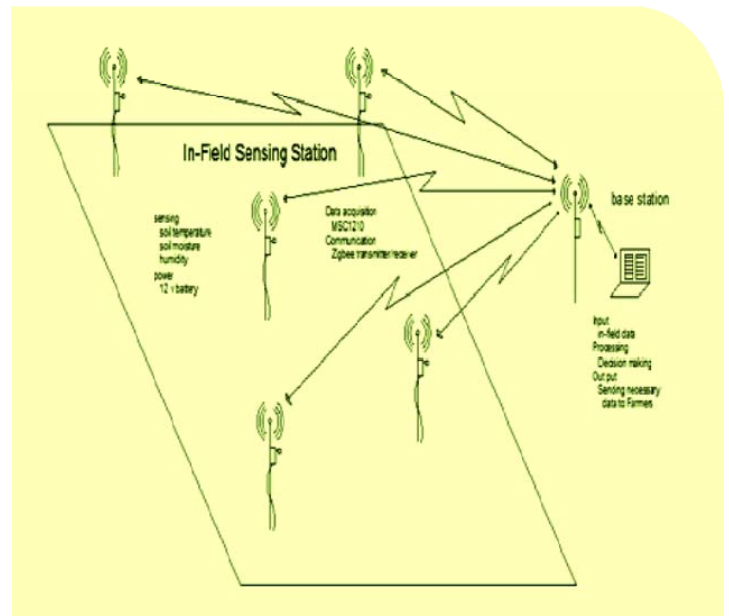 In-Field Sensing Station
sensing
soil temperature
soil moisture
humidity
power
12 v battery
Data acquisition
MSC1210
Communication
Zigbee transmitter/receiver
base station
Input
in-field data
Processing
Decision making
Out put
Sending necessary
data to Farmers